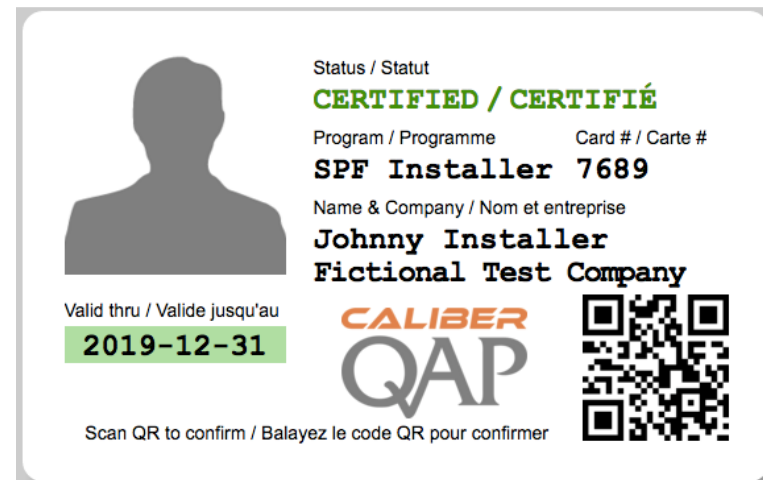 Status / Statut
CERTIFIED / CERTIFIÉ
Program / Programme
Card # / Carte #
SPF Installer
7689
Name & Company / Nom et entreprise
Johnny Installer
Fictional Test Company
Valid thru / Valide jusqu'au
2019-12-31
CALIBER
QAP
Scan QR to confirm / Balayez le code QR pour confirmer